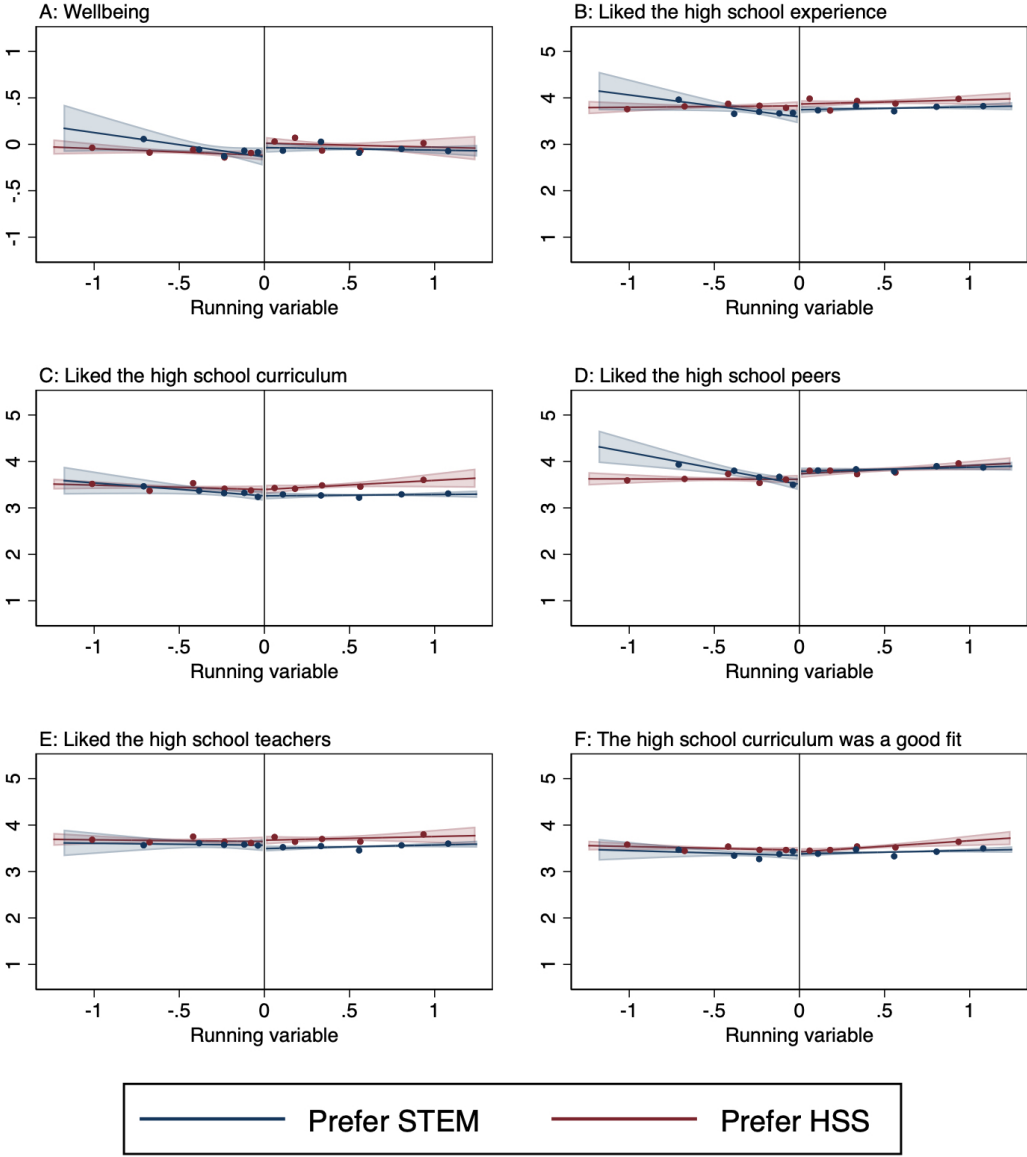 A: Wellbeing
1
.5
0
-.5
-1
-1 -.5 0 .5 1
Running variable
B: Liked the high school experience
5
4
3
2
1
-1 -.5 0 .5 1
Running variable
C: Liked the high school curriculum
5
4
3
2
1
-1 -.5 0 .5 1
Running variable
D: Liked the high school peers
5
4
3
2
1
-1 -.5 0 .5 1
Running variable
E: Liked the high school teachers
5
4
3
2
1
-1 -.5 0 .5 1
Running variable
F: The high school curriculum was a good fit
5
4
3
2
1
-1 -.5 0 .5 1
Running variable
Prefer STEM Prefer HSS